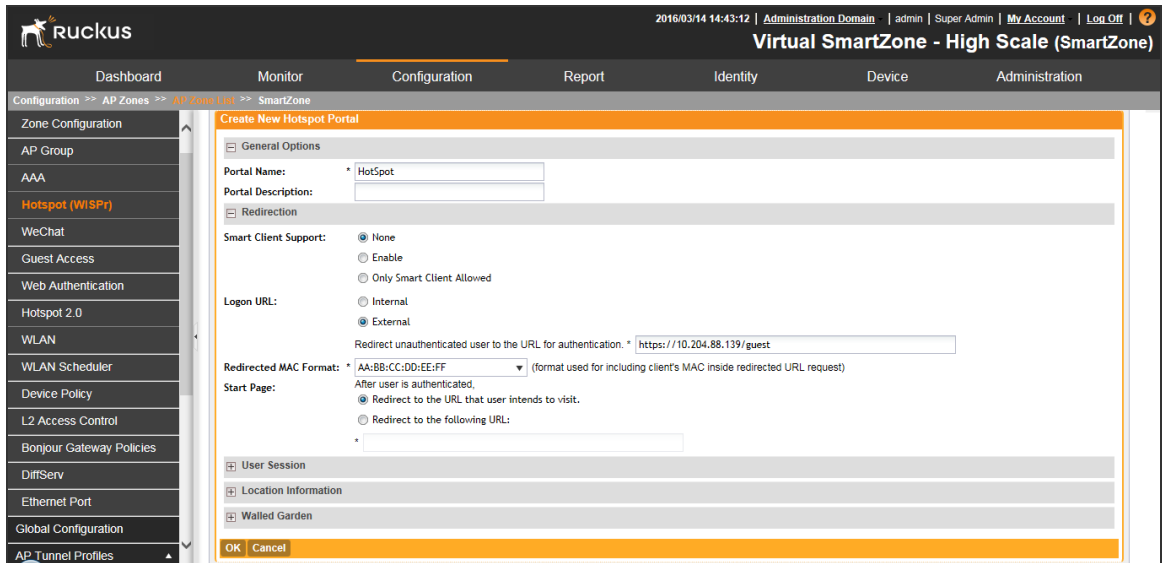 Ruckus
2016/03/14 14:43:12 | Administration Domain | admin | Super Admin | My Account | Log Off | ?
Virtual SmartZone - High Scale (SmartZone)
Dashboard Monitor Configuration Report Identity Device Administration
Configuration >> AP Zones >> AP Zone List >> SmartZone
Zone Configuration
AP Group
AAA
Hotspot (WISPr)
WeChat
Guest Access
Web Authentication
Hotspot 2.0
WLAN
WLAN Scheduler
Device Policy
L2 Access Control
Bonjour Gateway Policies
DiffServ
Ethernet Port
Global Configuration
AP Tunnel Profiles
Create New Hotspot Portal
General Options
Portal Name: * HotSpot
Portal Description:
Redirection
Smart Client Support: None
Enable
Only Smart Client Allowed
Logon URL: Internal
External
Redirect unauthenticated user to the URL for authentication. * https://10.204.88.139/guest
Redirected MAC Format: * AA:BB:CC:DD:EE:FF (format used for including client's MAC inside redirected URL request)
Start Page: After user is authenticated,
Redirect to the URL that user intends to visit.
Redirect to the following URL:
*
User Session
Location Information
Walled Garden
OK Cancel